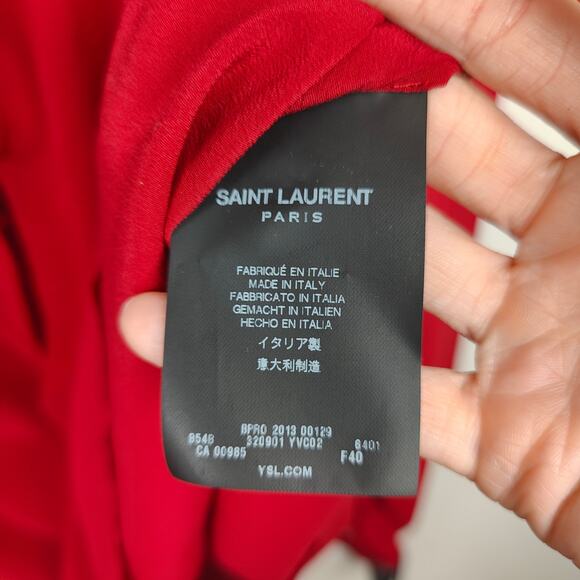 SAINT LAURENT
PARIS
FABRIQUÉ EN ITALIE
MADE IN ITALY
FABBRICATO IN ITALIA
GEMACHT IN ITALIEN
HECHO EN ITALIA
イタリア製
意大利制造
BPRO 2013 00129
854B 320901 YVC02 6401
CA 00985 F40
YSL.COM